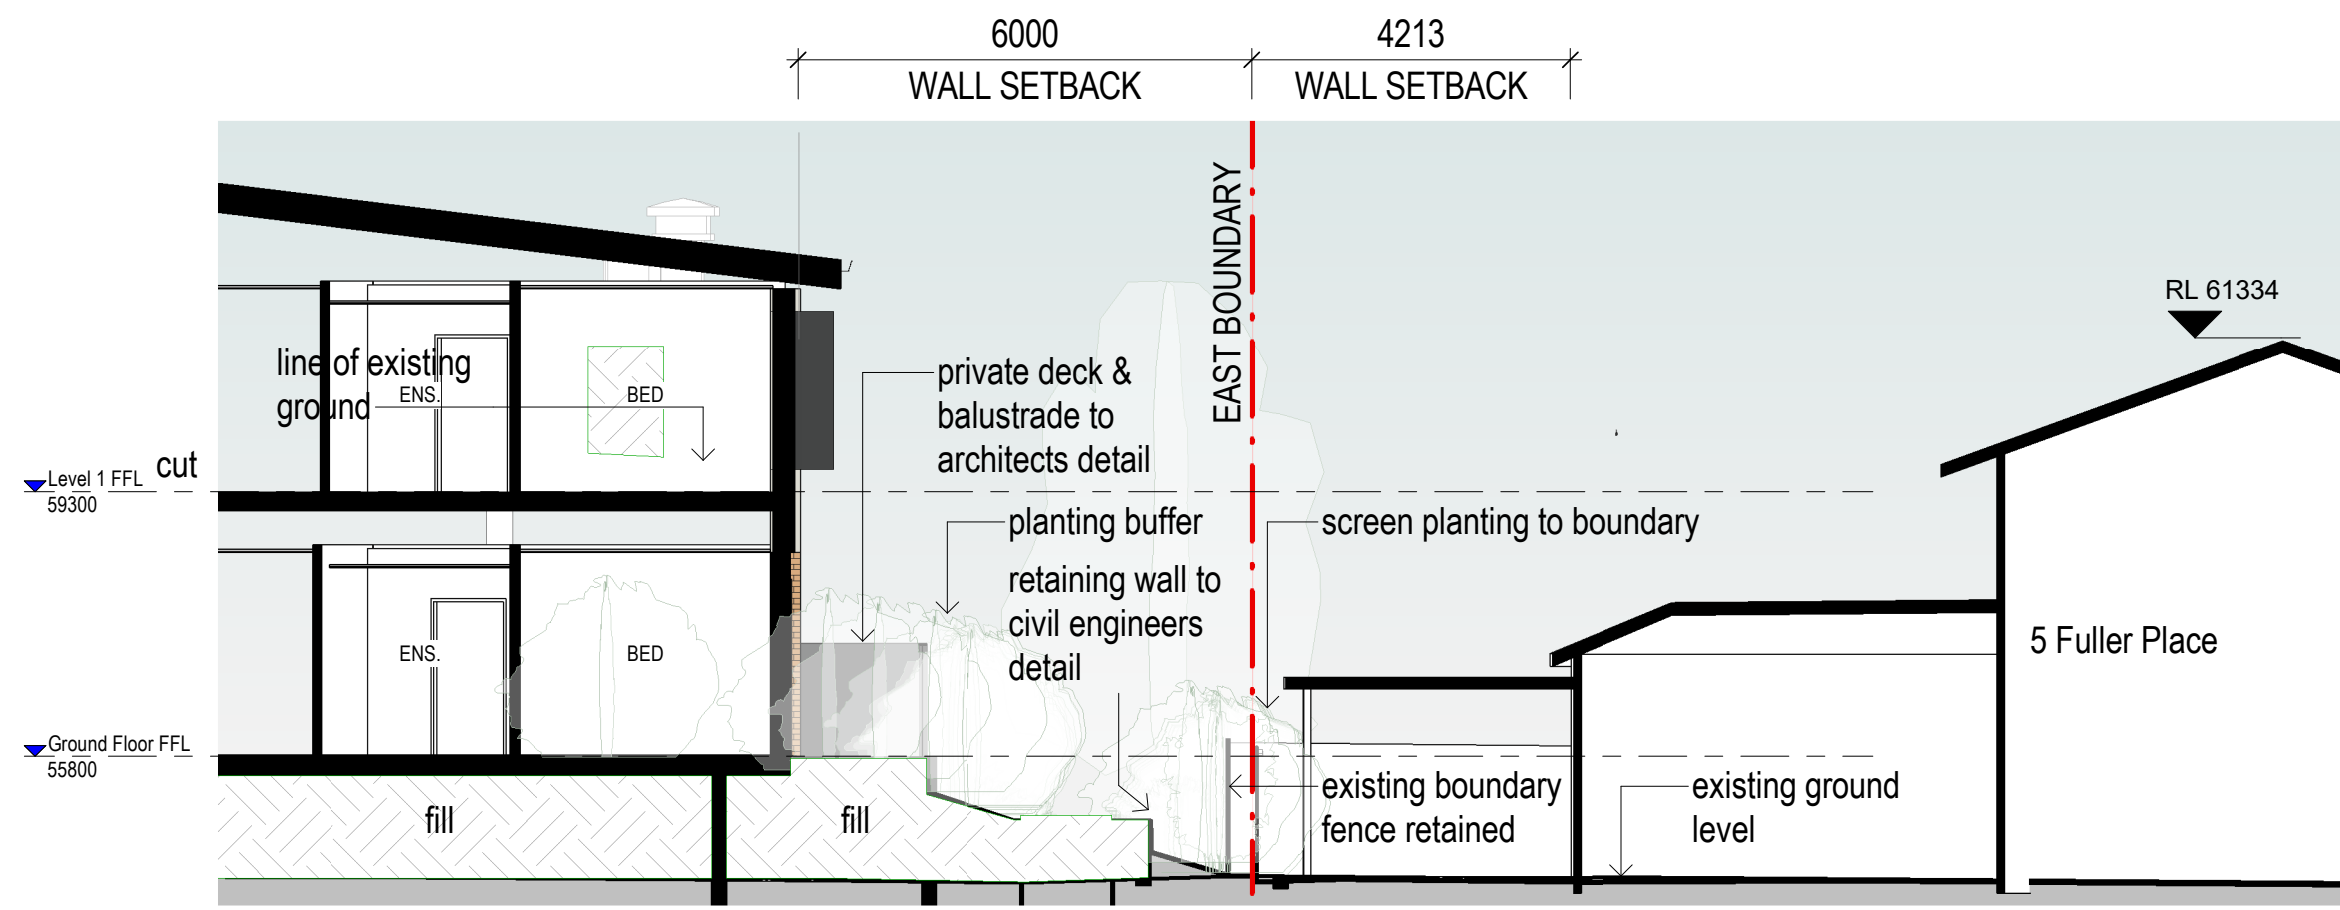 6000
4213
WALL SETBACK
WALL SETBACK
EAST BOUNDARY
RL 61334
line of existing
ground
ENS.
BED
private deck &
balustrade to
architects detail
cut
Level 1 FFL
59300
planting buffer
screen planting to boundary
retaining wall to
civil engineers
detail
ENS.
BED
5 Fuller Place
Ground Floor FFL
55800
fill
fill
existing boundary
fence retained
existing ground
level